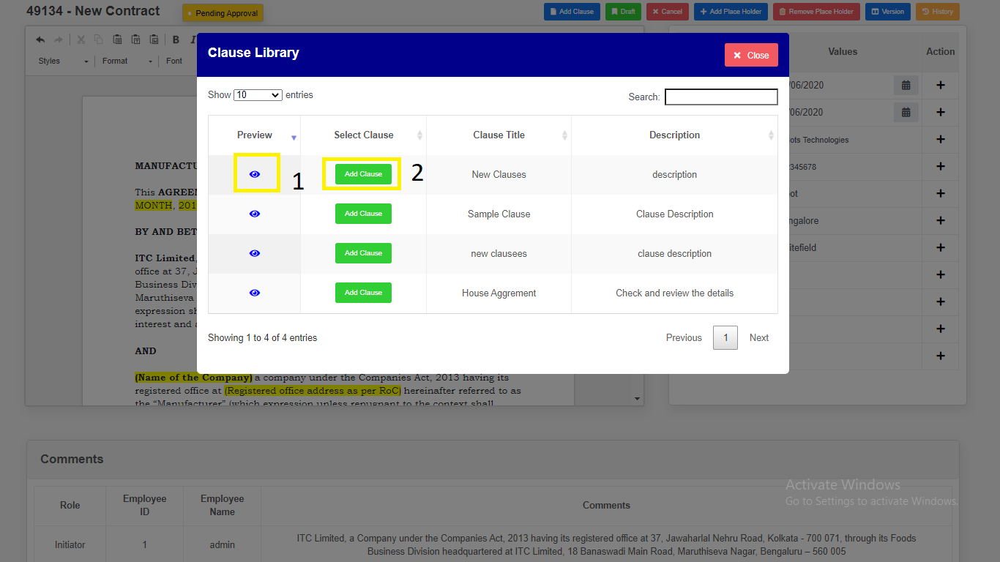 49134 - New Contract
Pending Approval
Add Clause
Draft
Cancel
Add Place Holder
Remove Place Holder
Version
History
B I
Styles
Format
Font
Clause Library
Close
Show 10 entries
Search:
Preview
Select Clause
Clause Title
Description
1
Add Clause
2
New Clauses
description
Add Clause
Sample Clause
Clause Description
Add Clause
new clausees
clause description
Add Clause
House Aggrement
Check and review the details
Showing 1 to 4 of 4 entries
Previous
1
Next
Values
Action
/06/2020
/06/2020
ots Technologies
2345678
oot
ngalore
itefield
MANUFACTU
This AGREEM
MONTH, 201
BY AND BET
ITC Limited,
office at 37, J
Business Div
Maruthiseva
expression sh
interest and a
AND
(Name of the Company) a company under the Companies Act, 2013 having its
registered office at (Registered office address as per RoC) hereinafter referred to as
the “Manufacturer” (which expression unless repugnant to the context shall
Comments
Role
Employee
ID
Employee
Name
Comments
Initiator
1
admin
ITC Limited, a Company under the Companies Act, 2013 having its registered office at 37, Jawaharlal Nehru Road, Kolkata - 700 071, through its Foods
Business Division headquartered at ITC Limited, 18 Banaswadi Main Road, Maruthiseva Nagar, Bengaluru – 560 005
Activate Windows
Go to Settings to activate Windows.